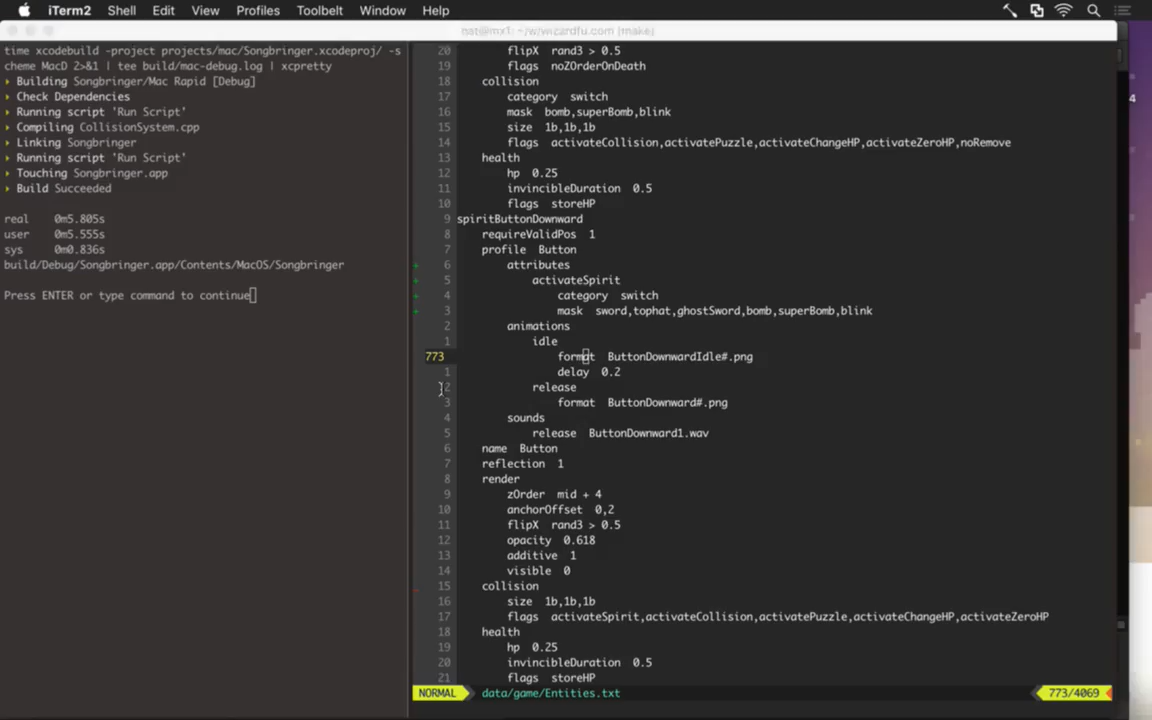 iTerm2 Shell Edit View Profiles Toolbelt Window Help
nat@mx1: ~/w/wizardfu.com (make)
time xcodebuild -project projects/mac/Songbringer.xcodeproj/ -s
cheme MacD 2>&1 | tee build/mac-debug.log | xcpretty
Building Songbringer/Mac Rapid [Debug]
Check Dependencies
Running script 'Run Script'
Compiling CollisionSystem.cpp
Linking Songbringer
Running script 'Run Script'
Touching Songbringer.app
Build Succeeded
real 0m5.805s
user 0m5.555s
sys 0m0.836s
build/Debug/Songbringer.app/Contents/MacOS/Songbringer
Press ENTER or type command to continue
20 flipX rand3 > 0.5
19 flags noZOrderOnDeath
18 collision
17 category switch
16 mask bomb,superBomb,blink
15 size 1b,1b,1b
14 flags activateCollision,activatePuzzle,activateChangeHP,activateZeroHP,noRemove
13 health
12 hp 0.25
11 invincibleDuration 0.5
10 flags storeHP
9 spiritButtonDownward
8 requireValidPos 1
7 profile Button
+ 6 attributes
+ 5 activateSpirit
+ 4 category switch
+ 3 mask sword,tophat,ghostSword,bomb,superBomb,blink
2 animations
1 idle
773 format ButtonDownwardIdle#.png
1 delay 0.2
2 release
3 format ButtonDownward#.png
4 sounds
5 release ButtonDownward1.wav
6 name Button
7 reflection 1
8 render
9 zOrder mid + 4
10 anchorOffset 0,2
11 flipX rand3 > 0.5
12 opacity 0.618
13 additive 1
14 visible 0
_ 15 collision
16 size 1b,1b,1b
17 flags activateSpirit,activateCollision,activatePuzzle,activateChangeHP,activateZeroHP
18 health
19 hp 0.25
20 invincibleDuration 0.5
21 flags storeHP
NORMAL data/game/Entities.txt 773/4069
4